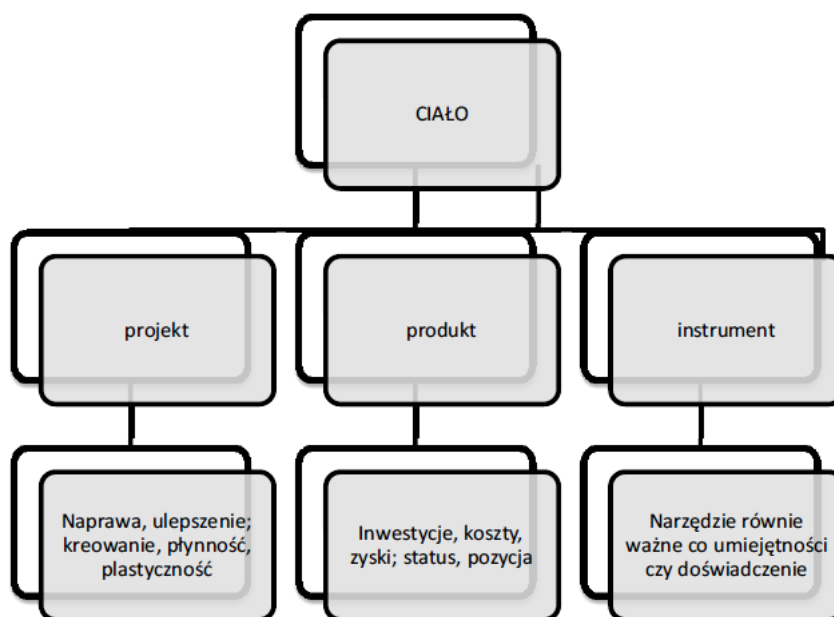 CIAŁO
projekt
produkt
instrument
Naprawa, ulepszenie;
kreowanie, płynność,
plastyczność
Inwestycje, koszty,
zyski; status, pozycja
Narzędzie równie
ważne co umiejętności
czy doświadczenie